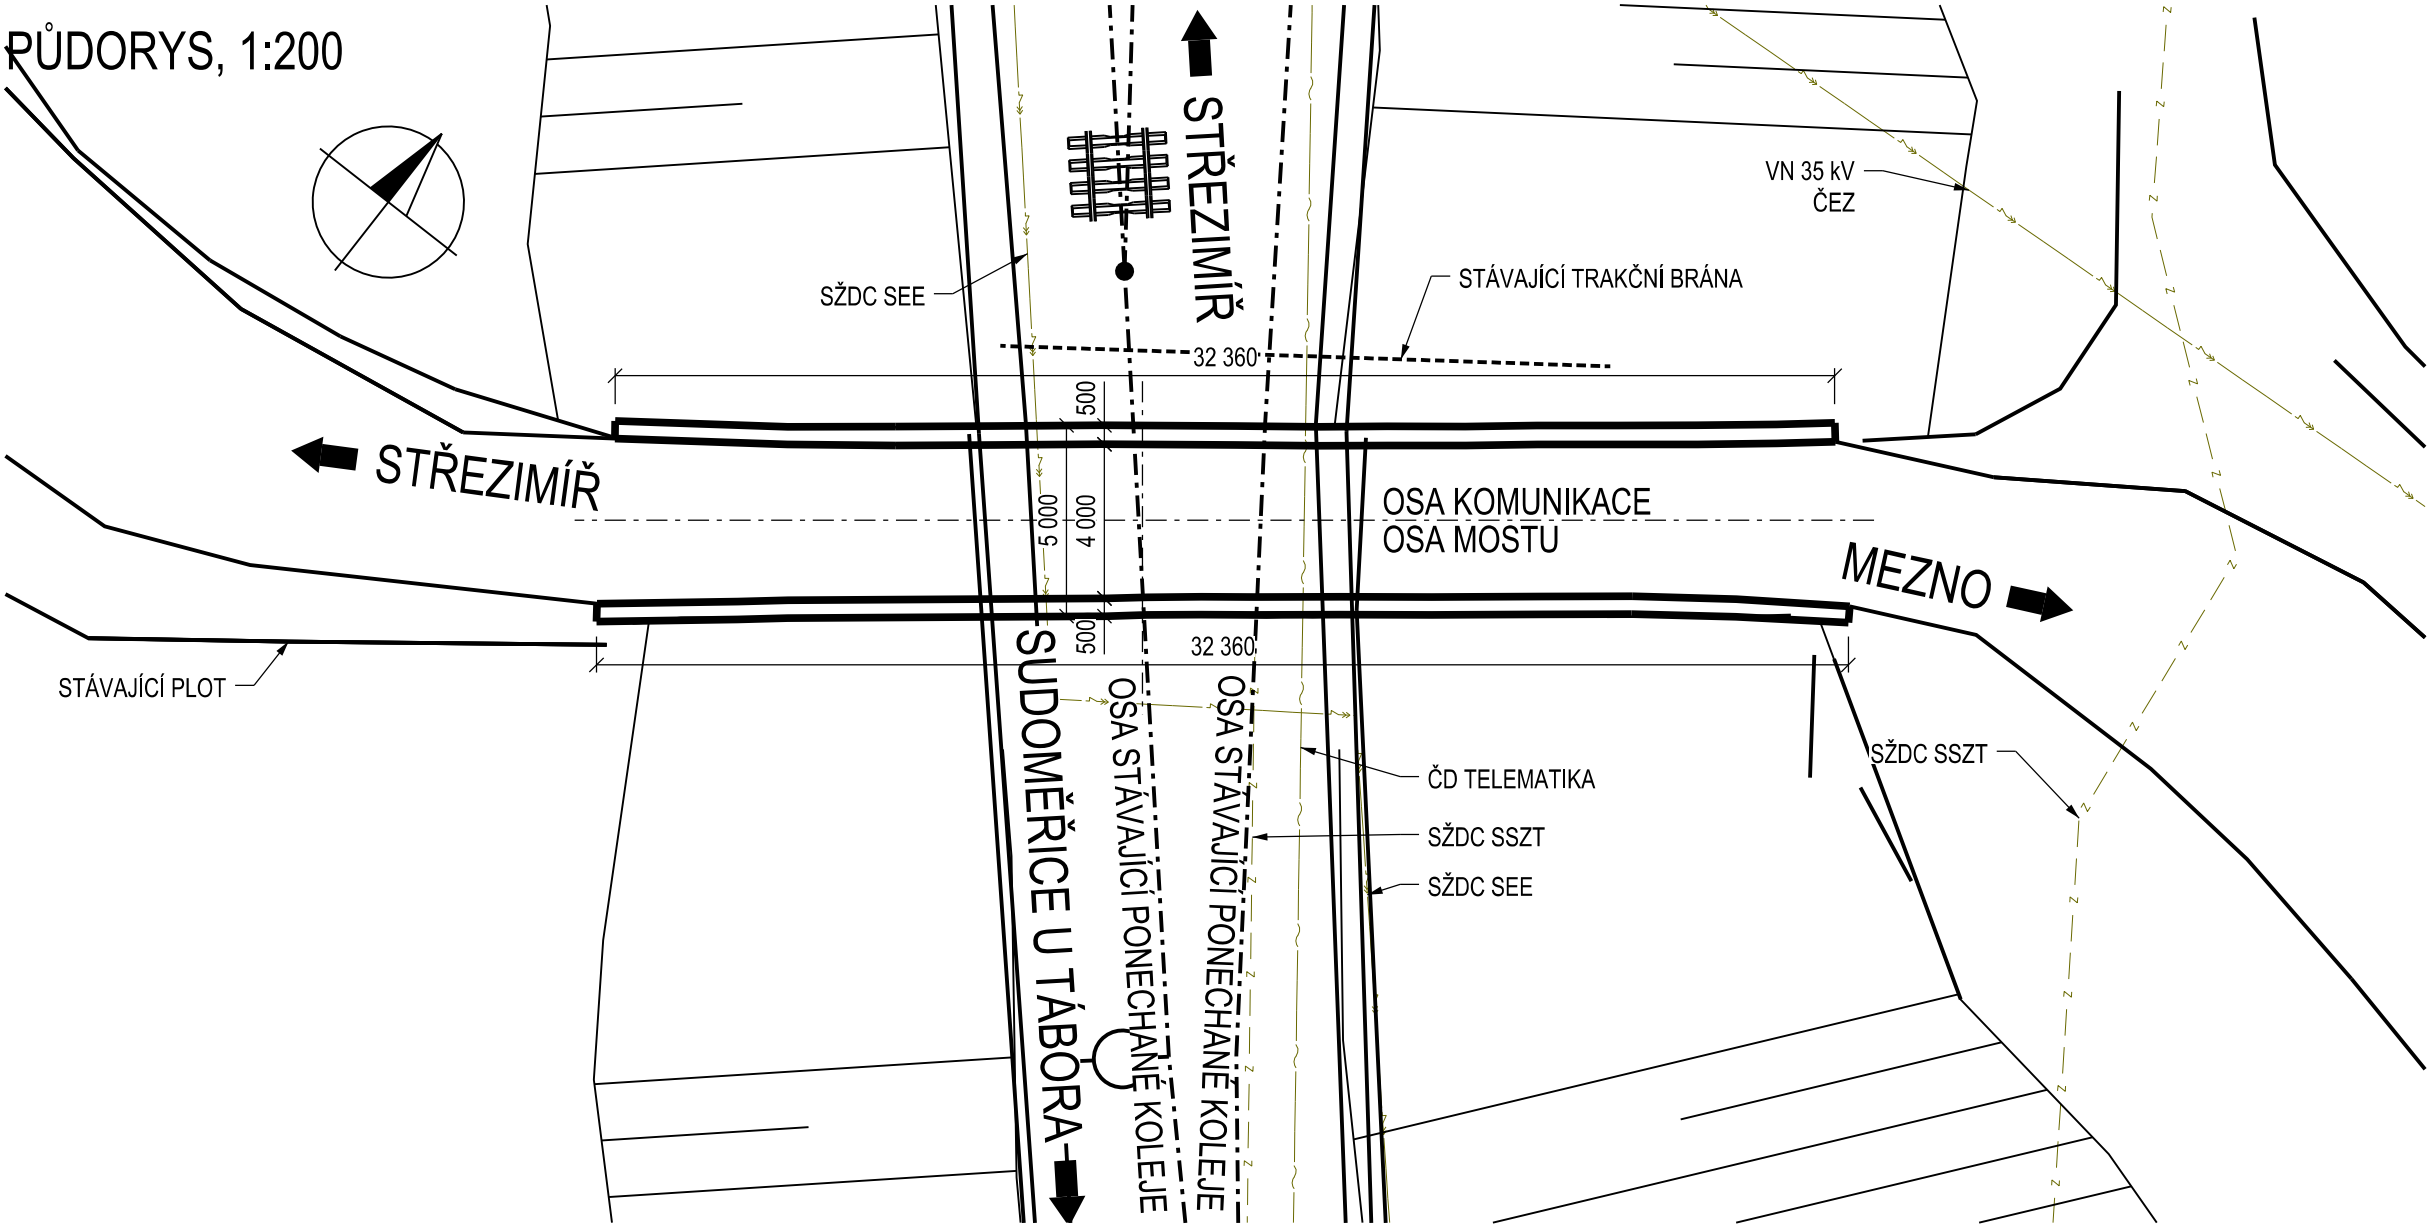 PŮDORYS, 1:200
STŘEZIMÍŘ
VN 35 kV
ČEZ
SŽDC SEE
STÁVAJÍCÍ TRAKČNÍ BRÁNA
32 360
500
STŘEZIMÍŘ
5 000
4 000
OSA KOMUNIKACE
OSA MOSTU
MEZNO
500
32 360
STÁVAJÍCÍ PLOT
SUDOMĚŘICE U TÁBORA
OSA STÁVAJÍCÍ PONECHANÉ KOLEJE
OSA STÁVAJÍCÍ PONECHANÉ KOLEJE
SŽDC SSZT
ČD TELEMATIKA
SŽDC SSZT
SŽDC SEE